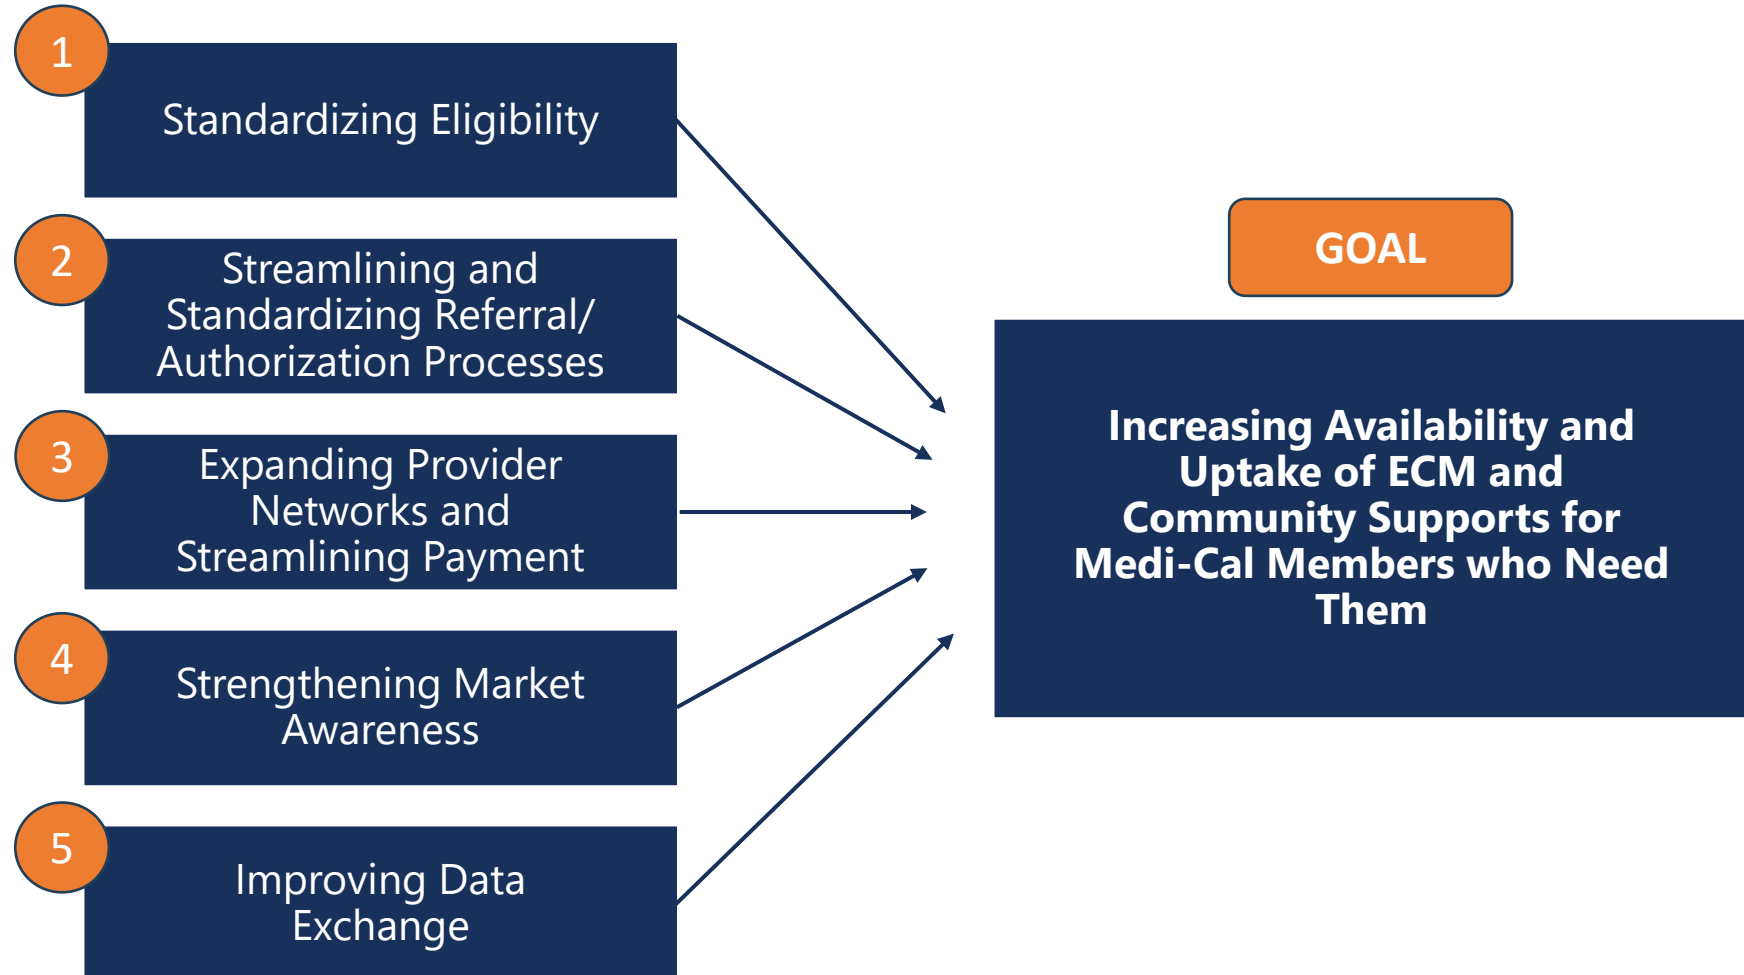 1
Standardizing Eligibility
2
Streamlining and
Standardizing Referral/
Authorization Processes
3
Expanding Provider
Networks and
Streamlining Payment
4
Strengthening Market
Awareness
5
Improving Data
Exchange
GOAL
Increasing Availability and
Uptake of ECM and
Community Supports for
Medi-Cal Members who Need
Them